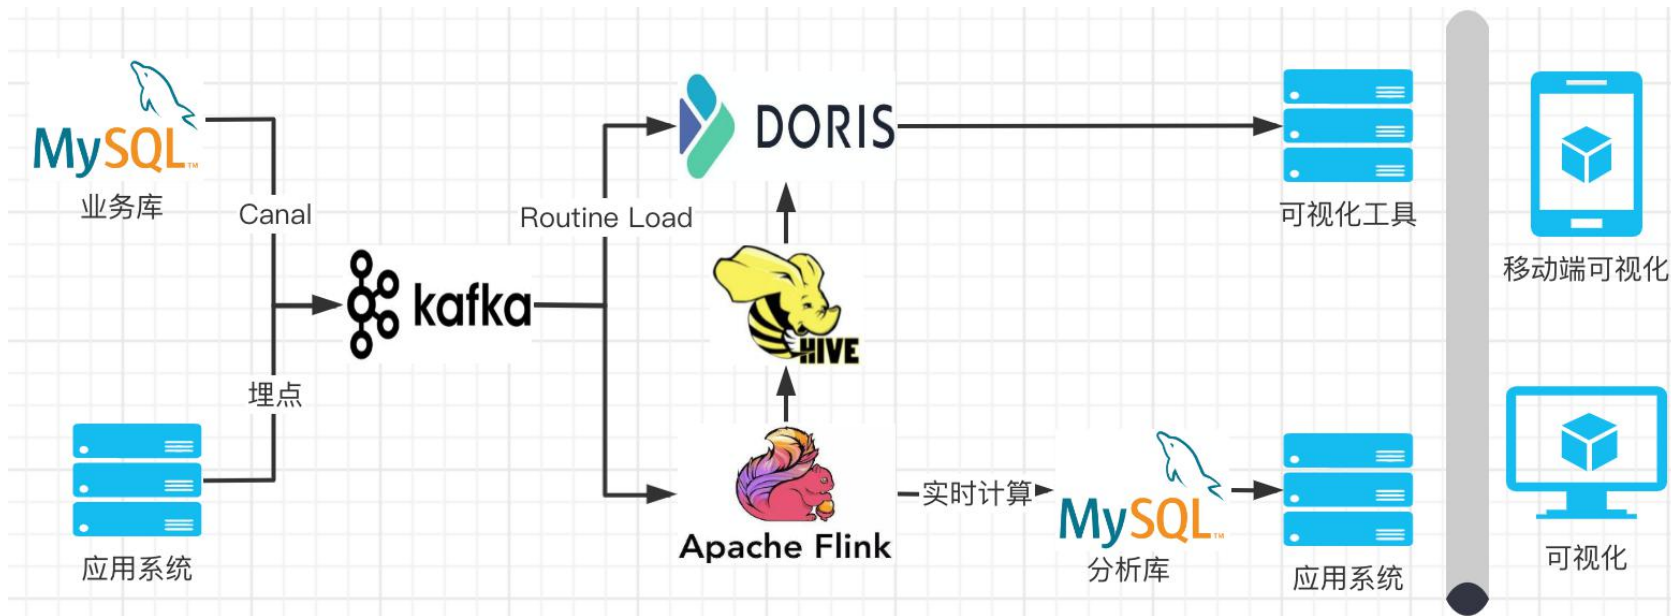 MySQL™
业务库
Canal
埋点
应用系统
kafka
Routine Load
DORIS
HIVE
Apache Flink
实时计算
MySQL™
分析库
可视化工具
应用系统
移动端可视化
可视化